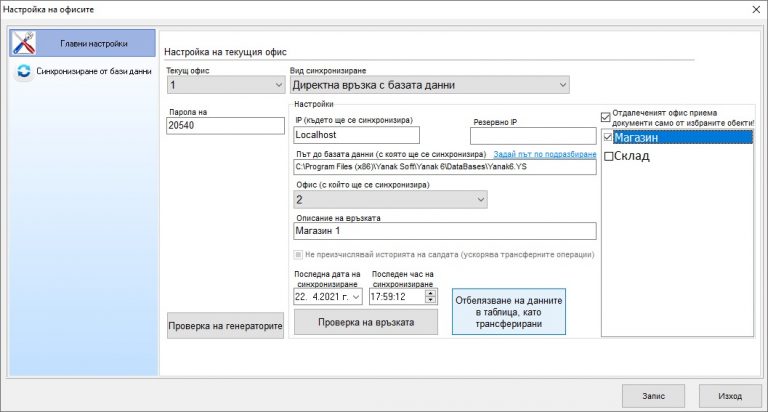 Настройка на офисите
Главни настройки
Синхронизиране от бази данни
Настройка на текущия офис
Текущ офис
1
Вид синхронизиране
Директна връзка с базата данни
Парола на
20540
Настройки
IP (където ще се синхронизира)
Localhost
Резервно IP
Път до базата данни (с която ще се синхронизира)
Задай път по подразбиране
C:\Program Files (x86)\Yanak Soft\Yanak 6\DataBases\Yanak6.YS
Офис (с който ще се синхронизира)
2
Описание на връзката
Магазин 1
Не преизчислявай историята на салдата (ускорява трансферните операции)
Последна дата на
синхронизиране
22. 4.2021 г.
Последен час на
синхронизиране
17:59:12
Проверка на генераторите
Проверка на връзката
Отбелязване на данните
в таблица, като
трансферирани
Отдалеченият офис приема
документи само от избраните обекти!
Магазин
Склад
Запис
Изход